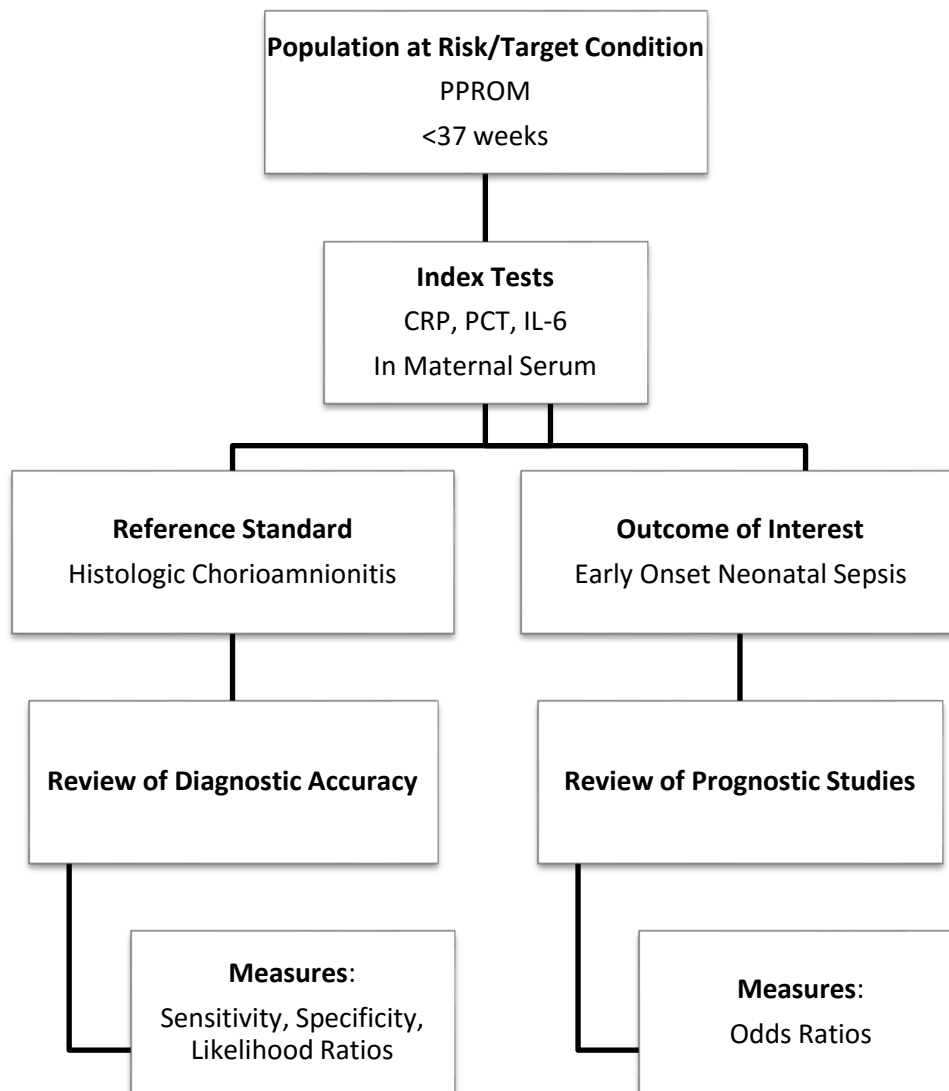 Population at Risk/Target Condition
PPROM
<37 weeks
Index Tests
CRP, PCT, IL-6
In Maternal Serum
Reference Standard
Histologic Chorioamnionitis
Outcome of Interest
Early Onset Neonatal Sepsis
Review of Diagnostic Accuracy
Review of Prognostic Studies
Measures:
Sensitivity, Specificity,
Likelihood Ratios
Measures:
Odds Ratios